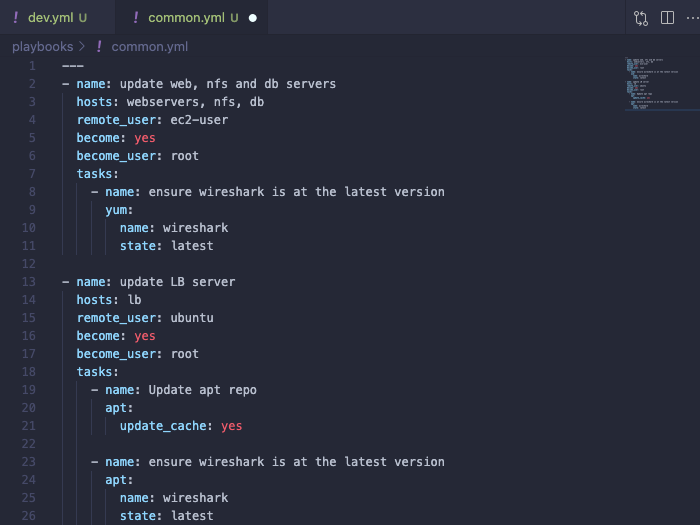 ! dev.yml U
! common.yml U ●
playbooks > ! common.yml
1 ---
2 - name: update web, nfs and db servers
3 hosts: webservers, nfs, db
4 remote_user: ec2-user
5 become: yes
6 become_user: root
7 tasks:
8 - name: ensure wireshark is at the latest version
9 yum:
10 name: wireshark
11 state: latest
12
13 - name: update LB server
14 hosts: lb
15 remote_user: ubuntu
16 become: yes
17 become_user: root
18 tasks:
19 - name: Update apt repo
20 apt:
21 update_cache: yes
22
23 - name: ensure wireshark is at the latest version
24 apt:
25 name: wireshark
26 state: latest